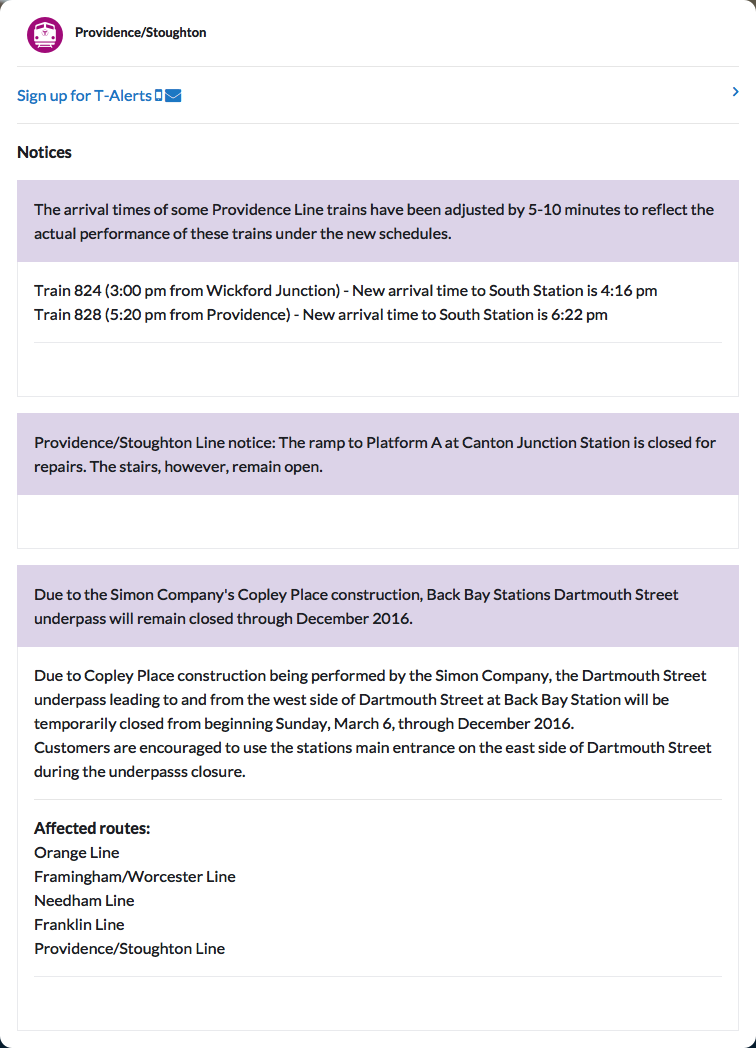 Providence/Stoughton
Sign up for T-Alerts
Notices
The arrival times of some Providence Line trains have been adjusted by 5-10 minutes to reflect the
actual performance of these trains under the new schedules.
Train 824 (3:00 pm from Wickford Junction) - New arrival time to South Station is 4:16 pm
Train 828 (5:20 pm from Providence) - New arrival time to South Station is 6:22 pm
Providence/Stoughton Line notice: The ramp to Platform A at Canton Junction Station is closed for
repairs. The stairs, however, remain open.
Due to the Simon Company's Copley Place construction, Back Bay Stations Dartmouth Street
underpass will remain closed through December 2016.
Due to Copley Place construction being performed by the Simon Company, the Dartmouth Street
underpass leading to and from the west side of Dartmouth Street at Back Bay Station will be
temporarily closed from beginning Sunday, March 6, through December 2016.
Customers are encouraged to use the stations main entrance on the east side of Dartmouth Street
during the underpasss closure.
Affected routes:
Orange Line
Framingham/Worcester Line
Needham Line
Franklin Line
Providence/Stoughton Line